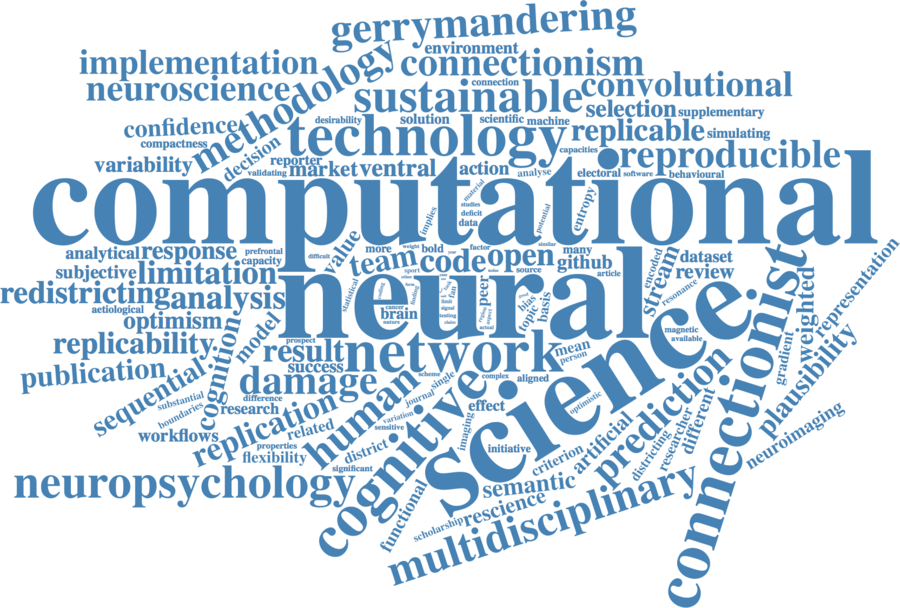 gerrymandering
environment
implementation
connectionism
connection
neuroscience
methodology
sustainable
convolutional
selection
supplementary
confidence
compactness
desirability
solution
scientific
machine
technology
replicable
simulating
decision
variability
validating
reporter
market
ventral
action
capacities
analyse
reproducible
electoral
software
behavioural
computational
material
studies
deficit
data
implies
potential
entropy
similar
analytical
response
prefrontal
capacity
difficult
value
more
weight
bold
factor
many
team
code
open
source
github
article
encoded
stream
dataset
review
resonance
subjective
limitation
statistical
sport
redistricting
analysis
aetiological
optimism
model
neural
cancer
brain
nature
fan
limit
signal
testing
peer
actual
bias
topic
basis
magnetic
available
weighted
representation
gradient
plausibility
connectionist
replicability
cognition
prospect
result
success
network
mean
person
science
publication
sequential
substantial
boundaries
damage
difference
research
scheme
single
complex
aligned
human
journal
variation
sensitive
cognitive
effect
optimistic
imaging
initiative
workflows
replication
related
properties
flexibility
district
significant
neuropsychology
functional
criterion
artificial
prediction
districting
researcher
different
neuroimaging
semantic
rescience
scholarship
multidisciplinary